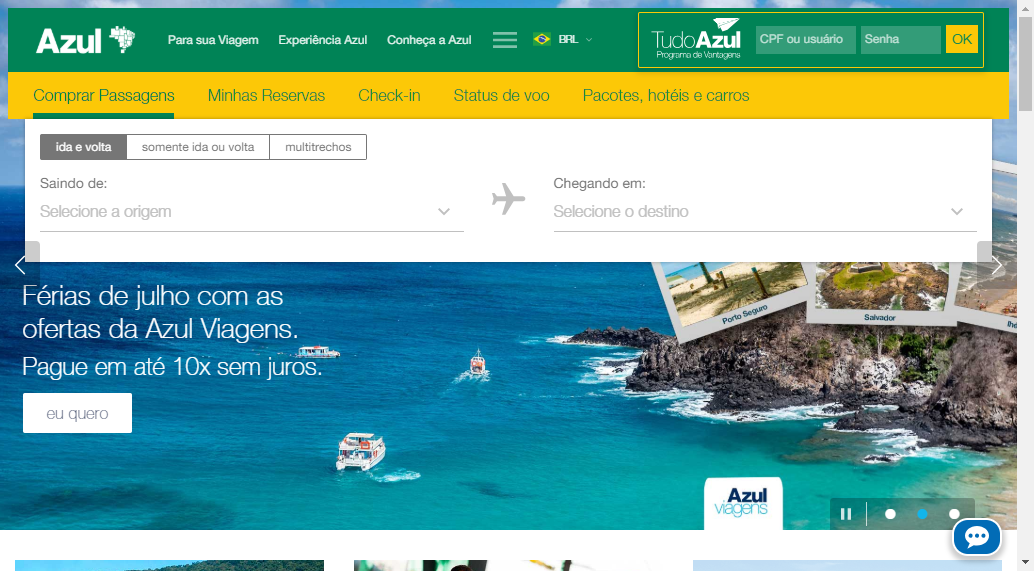 Azul
Para sua Viagem
Experiência Azul
Conheça a Azul
BRL
TudoAzul
Programa de Vantagens
CPF ou usuário
Senha
OK
Comprar Passagens
Minhas Reservas
Check-in
Status de voo
Pacotes, hotéis e carros
ida e volta
somente ida ou volta
multitrechos
Saindo de:
Selecione a origem
Chegando em:
Selecione o destino
Férias de julho com as
ofertas da Azul Viagens.
Pague em até 10x sem juros.
eu quero
Porto Seguro
Salvador
Azul
viagens